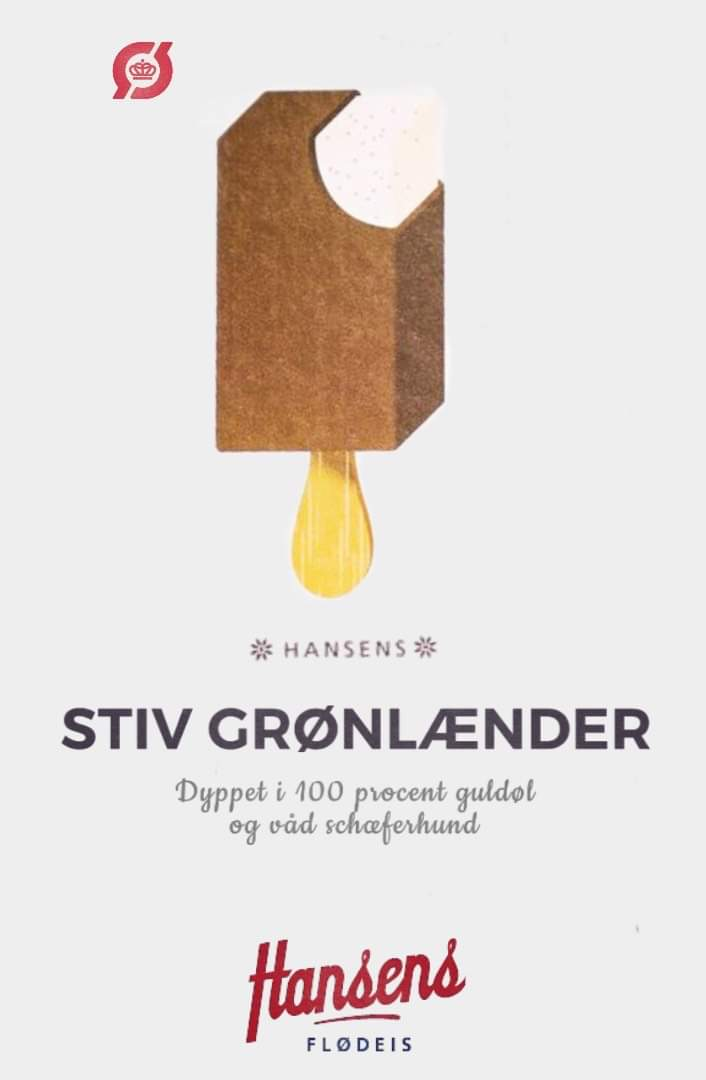 HANSENS
STIV GRØNLÆNDER
Dyppet i 100 procent guldøl
og våd schæferhund
Hansens
FLØDEIS